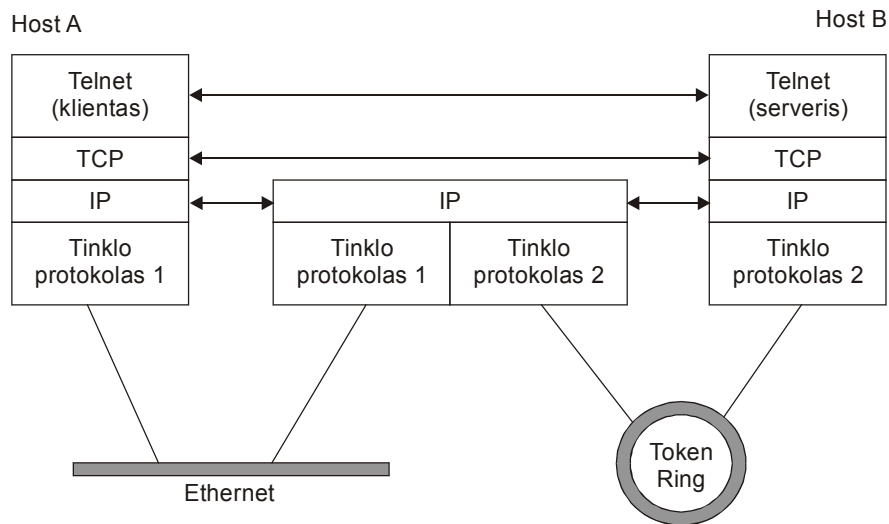 Host A
Host B
Telnet
(klientas)
Telnet
(serveris)
TCP
TCP
IP
IP
IP
Tinklo
protokolas 1
Tinklo
protokolas 1
Tinklo
protokolas 2
Tinklo
protokolas 2
Ethernet
Token
Ring